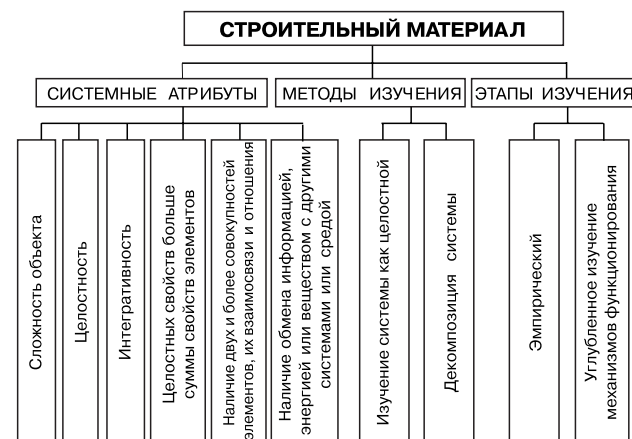 СТРОИТЕЛЬНЫЙ МАТЕРИАЛ
СИСТЕМНЫЕ АТРИБУТЫ
МЕТОДЫ ИЗУЧЕНИЯ
ЭТАПЫ ИЗУЧЕНИЯ
Сложность объекта
Целостность
Интегративность
Целостных свойств больше
суммы свойств элементов
Наличие двух и более совокупностей
элементов, их взаимосвязи и отношения
Наличие обмена информацией,
энергией или веществом с другими
системами или средой
Изучение системы как целостной
Декомпозиция системы
Эмпирический
Углубленное изучение
механизмов функционирования